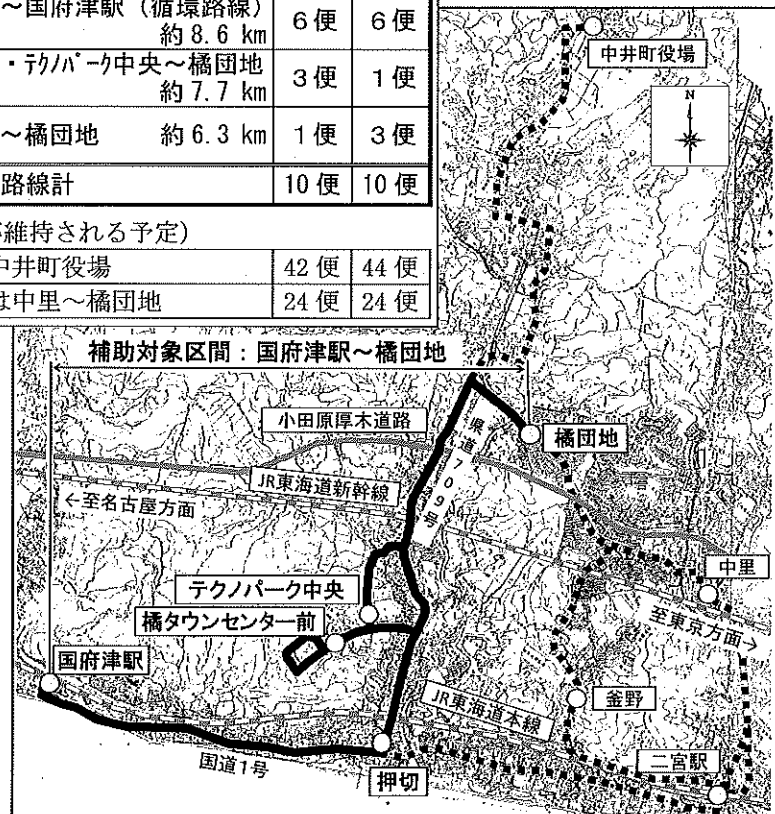 ～国府津駅（循環路線）
約 8.6 km 6便 6便
・テクノパーク中央～橘団地
約 7.7 km 3便 1便
～橘団地 約 6.3 km 1便 3便
路線計 10便 10便
維持される予定）
中井町役場 42便 44便
は中里～橘団地 24便 24便
中井町役場
N
補助対象区間：国府津駅～橘団地
小田原厚木道路
県道709号
橘団地
JR東海道新幹線
←至名古屋方面
中里
テクノパーク中央
至東京方面→
橘タウンセンター前
国府津駅
釜野
JR東海道本線
二宮駅
国道1号
押切